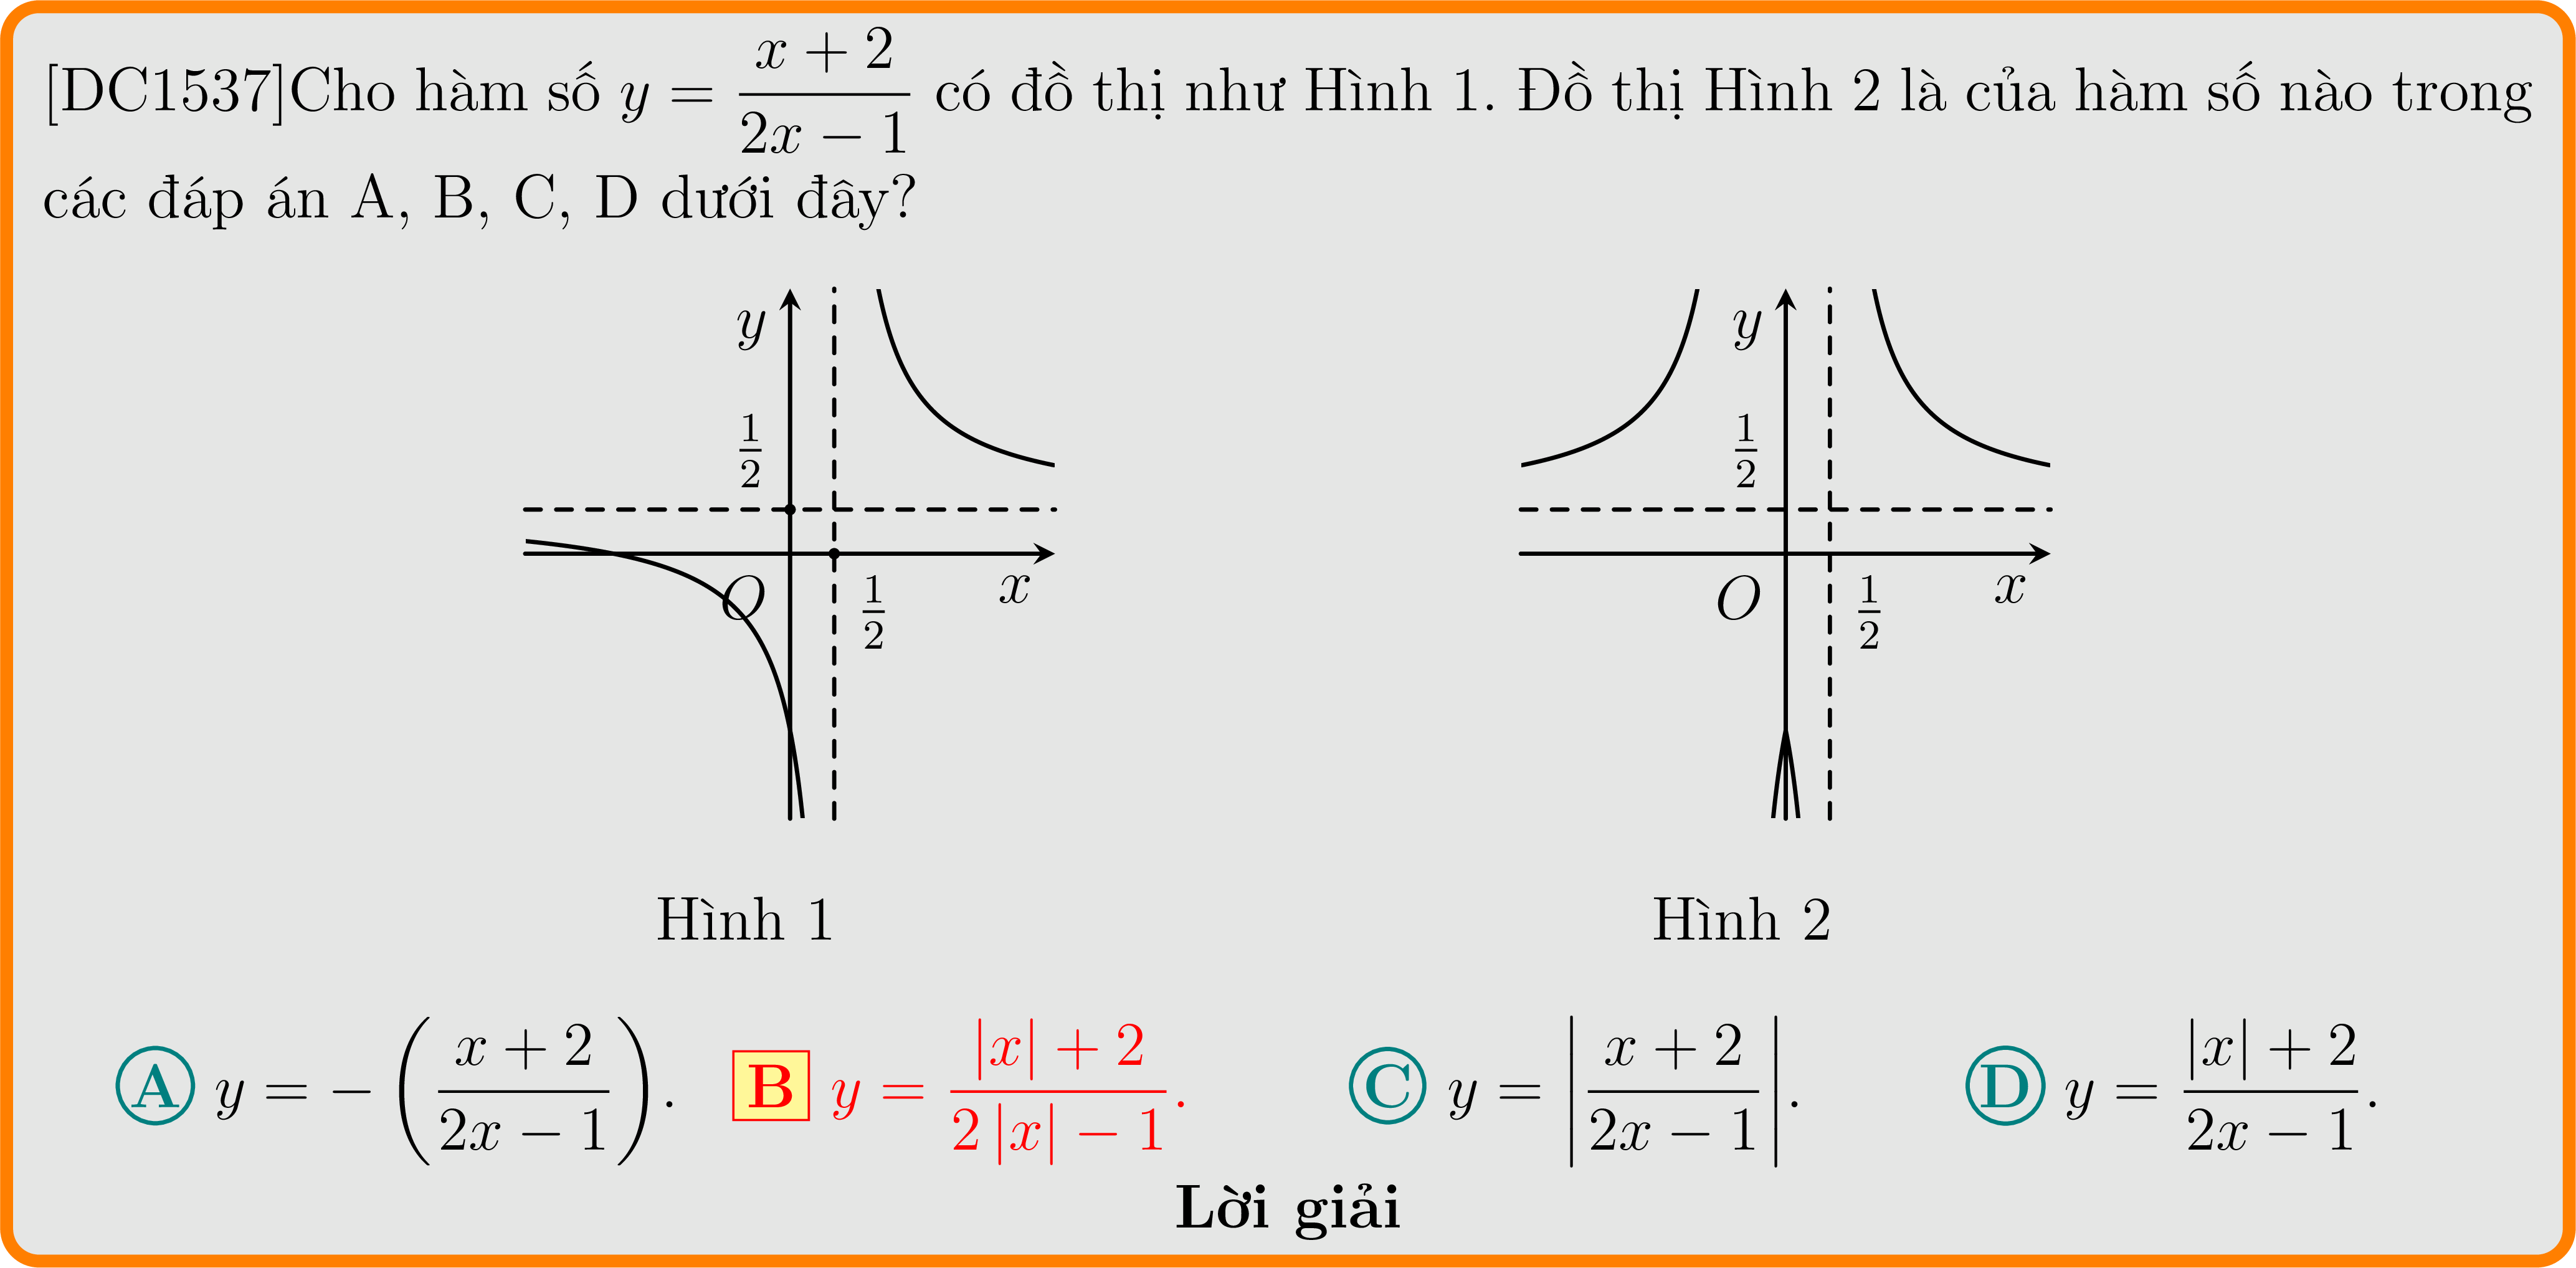 [DC1537]Cho hàm số y = \frac{x + 2}{2x − 1} có đồ thị như Hình 1. Đồ thị Hình 2 là của hàm số nào trong
các đáp án A, B, C, D dưới đây?
y
\frac{1}{2}
O
\frac{1}{2}
x
Hình 1
y
\frac{1}{2}
O
\frac{1}{2}
x
Hình 2
A y = −\left(\frac{x + 2}{2x − 1}\right). B y = \frac{|x| + 2}{2|x| − 1}. C y = \left|\frac{x + 2}{2x − 1}\right|. D y = \frac{|x| + 2}{2x − 1}.
Lời giải